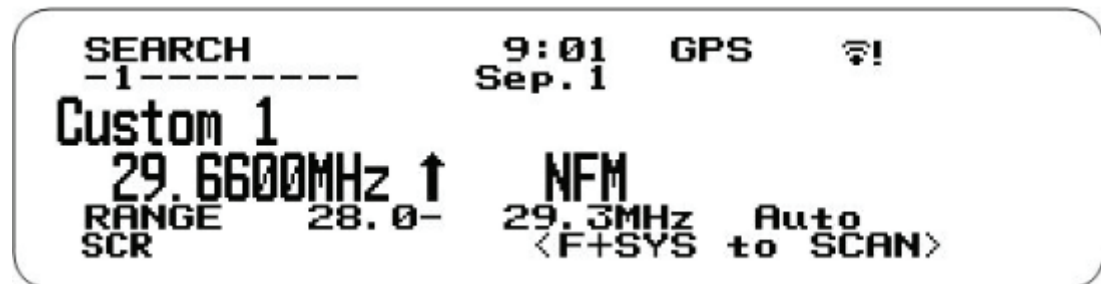 SEARCH 9:01 GPS !
-1--------- Sep. 1
Custom 1
29.6600MHz ↑ NFM
RANGE 28.0- 29.3MHz Auto
SCR <F+SYS to SCAN>